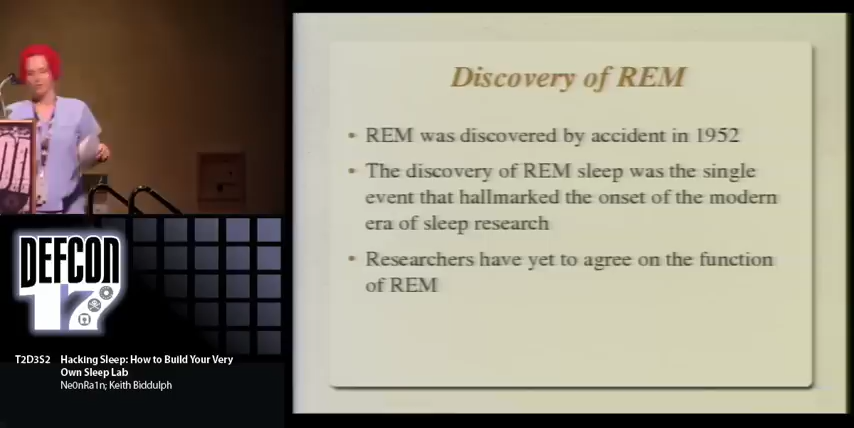 Discovery of REM
• REM was discovered by accident in 1952
• The discovery of REM sleep was the single
event that hallmarked the onset of the modern
era of sleep research
• Researchers have yet to agree on the function
of REM
DEFCON
17
T2D3S2 Hacking Sleep: How to Build Your Very
Own Sleep Lab
Ne0nRa1n; Keith Biddulph